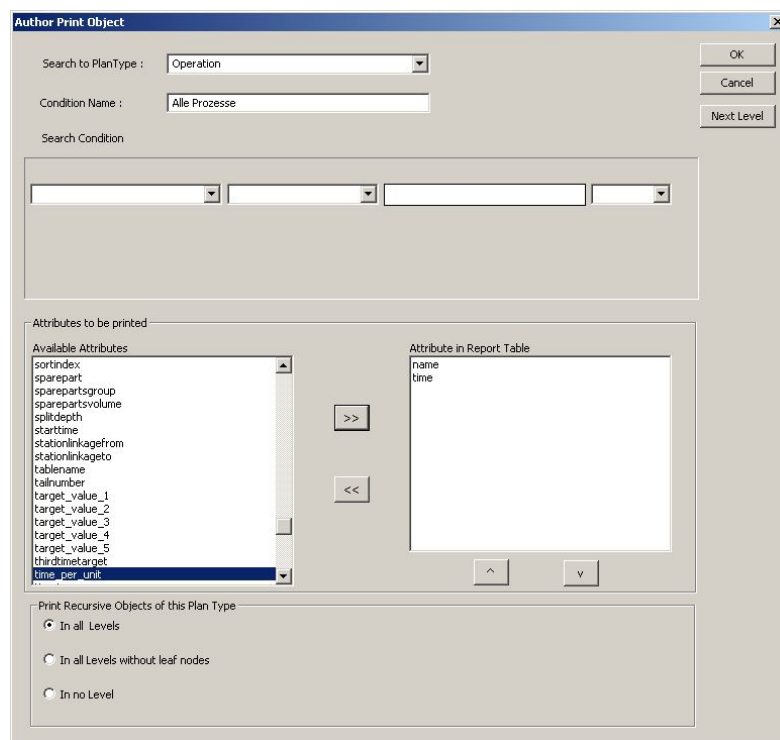 Author Print Object
Search to PlanType :
Operation
OK
Cancel
Condition Name :
Alle Prozesse
Next Level
Search Condition
Attributes to be printed
Available Attributes
Attribute in Report Table
sortindex
sparepart
sparepartsgroup
sparepartsvolume
splitdepth
starttime
stationlinkagefrom
stationlinkageto
tablename
tailnumber
target_value_1
target_value_2
target_value_3
target_value_4
target_value_5
thirdtimetarget
time_per_unit
>>
<<
name
time
^
v
Print Recursive Objects of this Plan Type
In all Levels
In all Levels without leaf nodes
In no Level